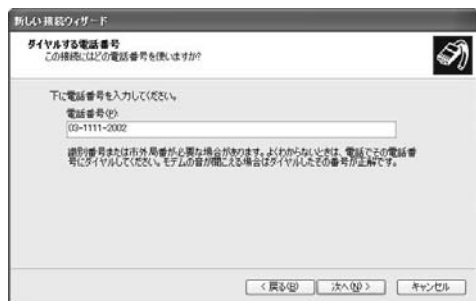 新しい接続ウィザード
ダイヤルする電話番号
この接続にはどの電話番号を使いますか?
下に電話番号を入力してください。
電話番号(P):
03-1111-2002
識別番号または市外局番が必要な場合があります。よくわからないときは、電話でその電話番
号にダイヤルしてください。モデムの音が聞こえる場合はダイヤルしたその番号が正解です。
< 戻る(B)
次へ(N) >
キャンセル